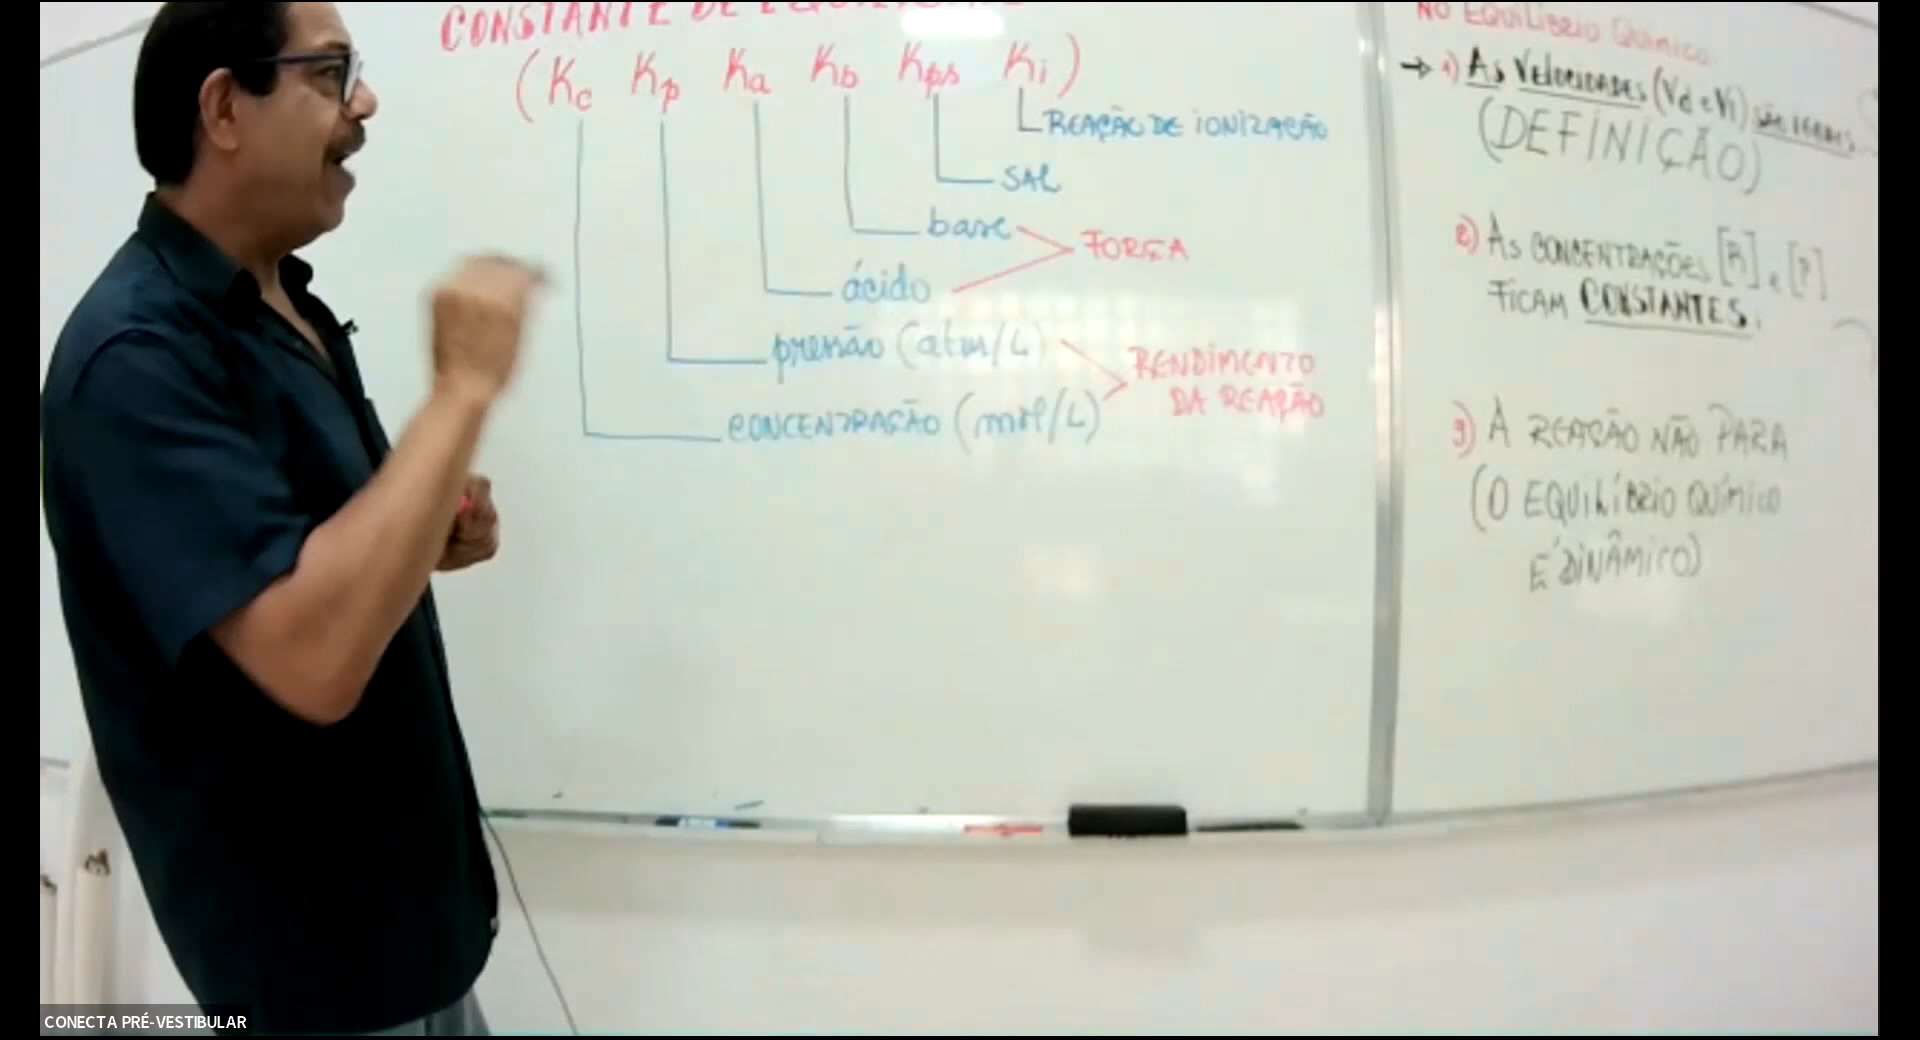 CONSTANTE DE EQUILÍBRIO
(Kc Kp Ka Kb Kps Ki)
REAÇÃO DE IONIZAÇÃO
SAL
base
FORÇA
ácido
pressão (atm/L)
RENDIMENTO
DA REAÇÃO
CONCENTRAÇÃO (mol/L)
NO EQUILÍBRIO QUÍMICO
→ 1) AS VELOCIDADES (Vd e Vi) SÃO IGUAIS
(DEFINIÇÃO)
2) AS CONCENTRAÇÕES [R] e [P]
FICAM CONSTANTES.
3) A REAÇÃO NÃO PARA
(O EQUILÍBRIO QUÍMICO
É DINÂMICO)
CONECTA PRÉ-VESTIBULAR